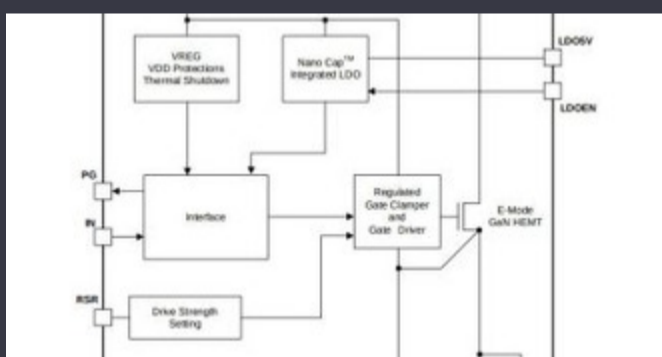 VREG
VDD Protections
Thermal Shutdown
Nano Cap™
Integrated LDO
LDO5V
LDOEN
PG
IN
Interface
Regulated
Gate Clamper
and
Gate Driver
E-Mode
GaN HEMT
RSR
Drive Strength
Setting